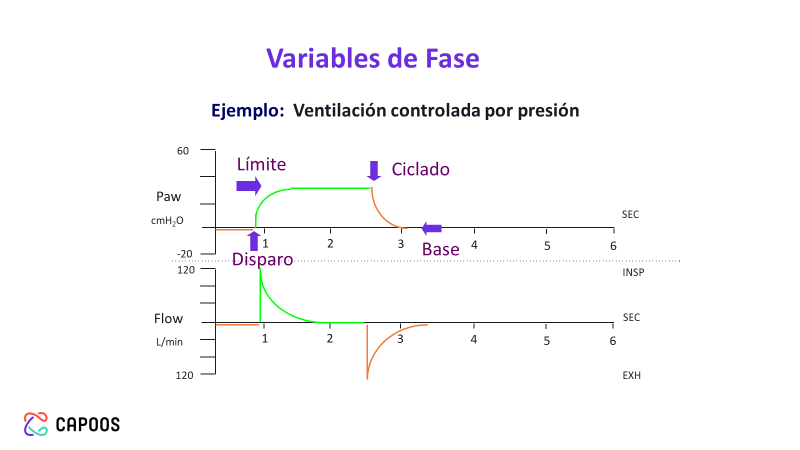 Variables de Fase
Ejemplo: Ventilación controlada por presión
60
Límite
Ciclado
Paw
cmH₂O
SEC
1 2 3 4 5 6
-20
Disparo
Base
120
INSP
Flow
SEC
L/min
1 2 3 4 5 6
120
EXH
CAPOOS